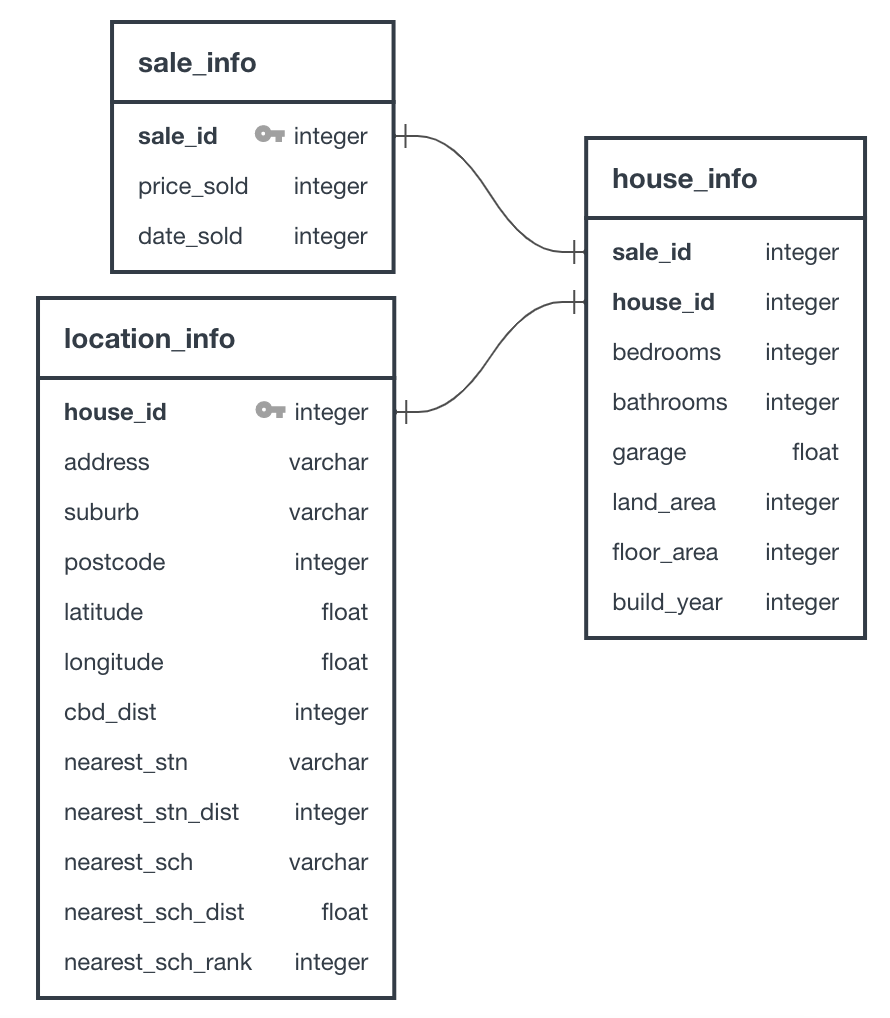 sale_info
sale_id integer
price_sold integer
date_sold integer
location_info
house_id integer
address varchar
suburb varchar
postcode integer
latitude float
longitude float
cbd_dist integer
nearest_stn varchar
nearest_stn_dist integer
nearest_sch varchar
nearest_sch_dist float
nearest_sch_rank integer
house_info
sale_id integer
house_id integer
bedrooms integer
bathrooms integer
garage float
land_area integer
floor_area integer
build_year integer